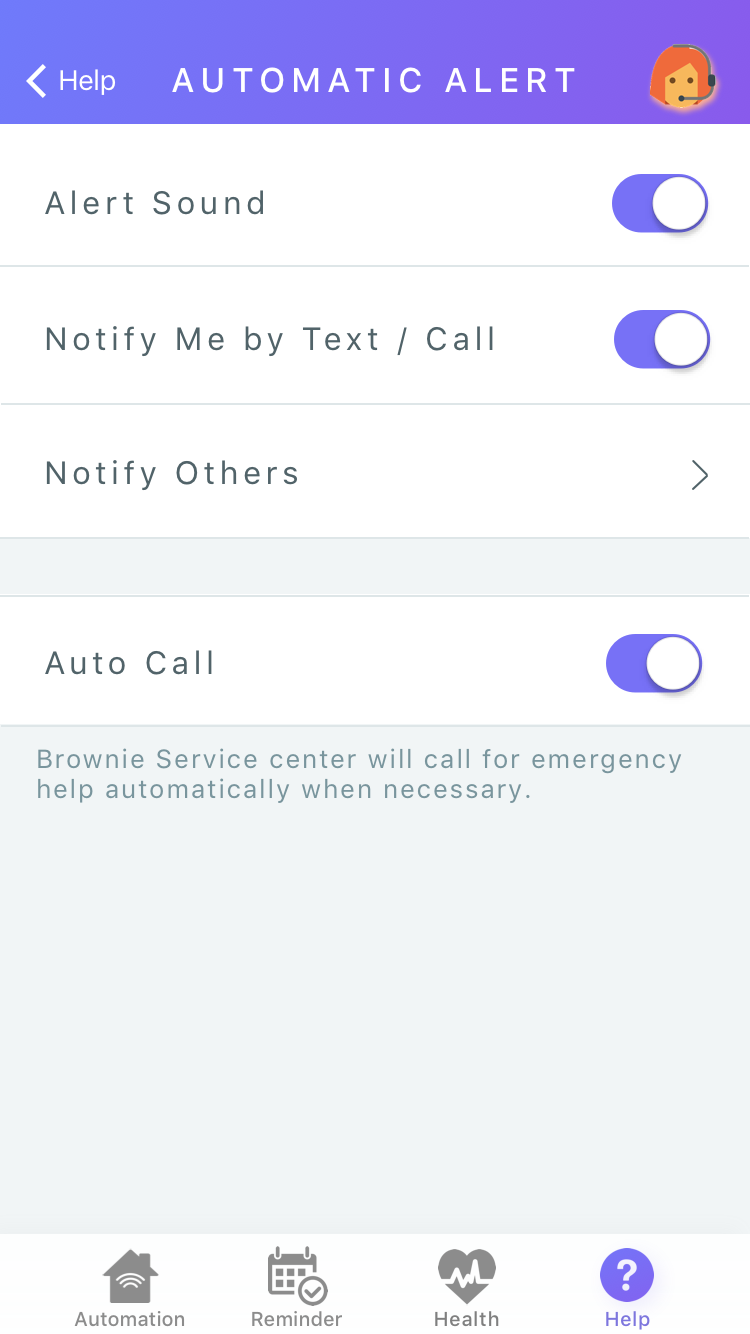 Help
AUTOMATIC ALERT
Alert Sound
Notify Me by Text / Call
Notify Others
Auto Call
Brownie Service center will call for emergency
help automatically when necessary.
Automation
Reminder
Health
?
Help